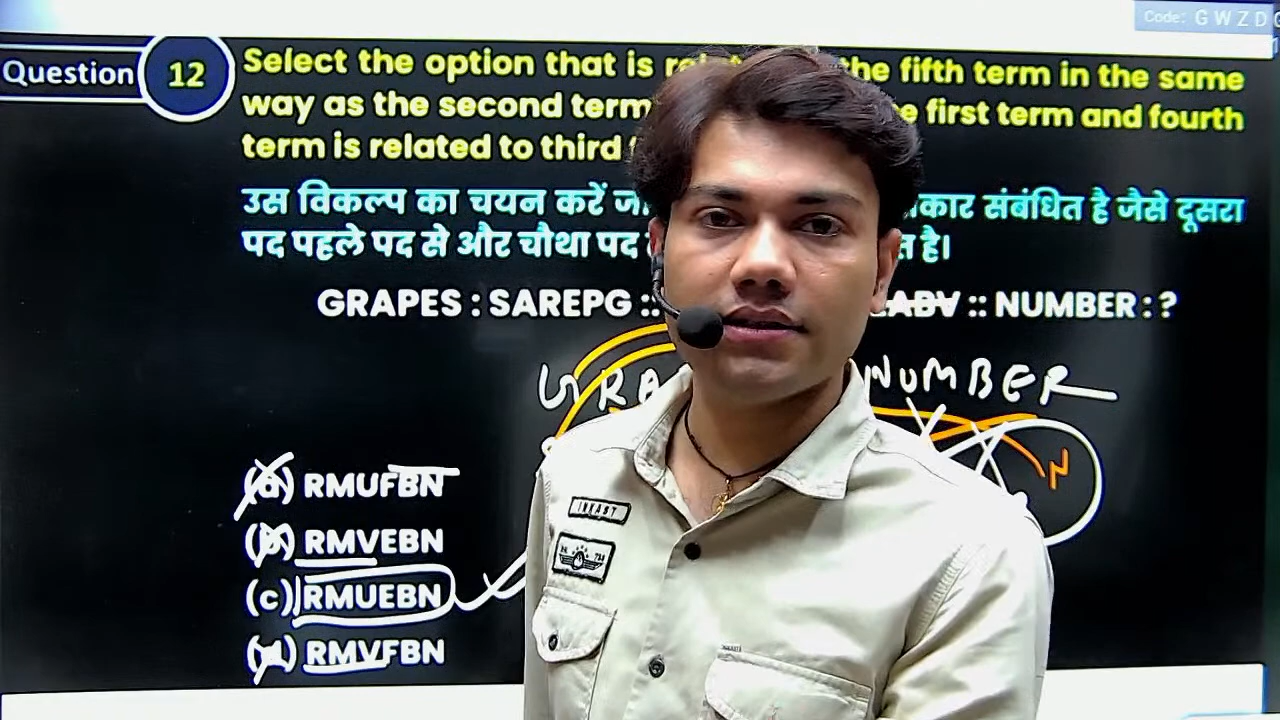 Code: G W Z D G
Question 12 Select the option that is the fifth term in the same
way as the second term first term and fourth
term is related to third
उस विकल्प का चयन करें संबंधित है जैसे दूसरा
पद पहले पद से और चौथा पद है।
GRAPES : SAREPG :: :: NUMBER : ?
NUMBER
N
(a) RMUFBN
(b) RMVEBN
(c) RMUEBN
(d) RMVFBN